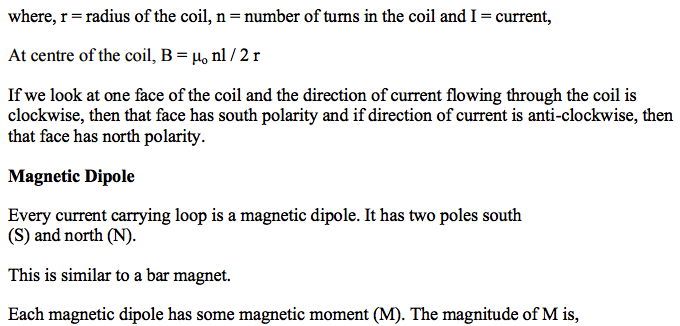 where, r = radius of the coil, n = number of turns in the coil and I = current,
At centre of the coil, B = μₒ nl / 2 r
If we look at one face of the coil and the direction of current flowing through the coil is
clockwise, then that face has south polarity and if direction of current is anti-clockwise, then
that face has north polarity.
Magnetic Dipole
Every current carrying loop is a magnetic dipole. It has two poles south
(S) and north (N).
This is similar to a bar magnet.
Each magnetic dipole has some magnetic moment (M). The magnitude of M is,